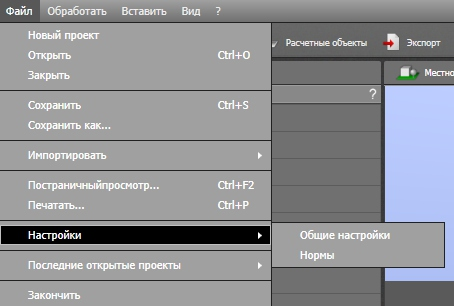 Файл Обработать Вставить Вид ?
Новый проект
Открыть Ctrl+O
Закрыть
Сохранить Ctrl+S
Сохранить как...
Импортировать
Постраничныйпросмотр... Ctrl+F2
Печатать... Ctrl+P
Настройки
Последние открытые проекты
Закончить
Общие настройки
Нормы
Расчетные объекты Экспорт
Местно
?